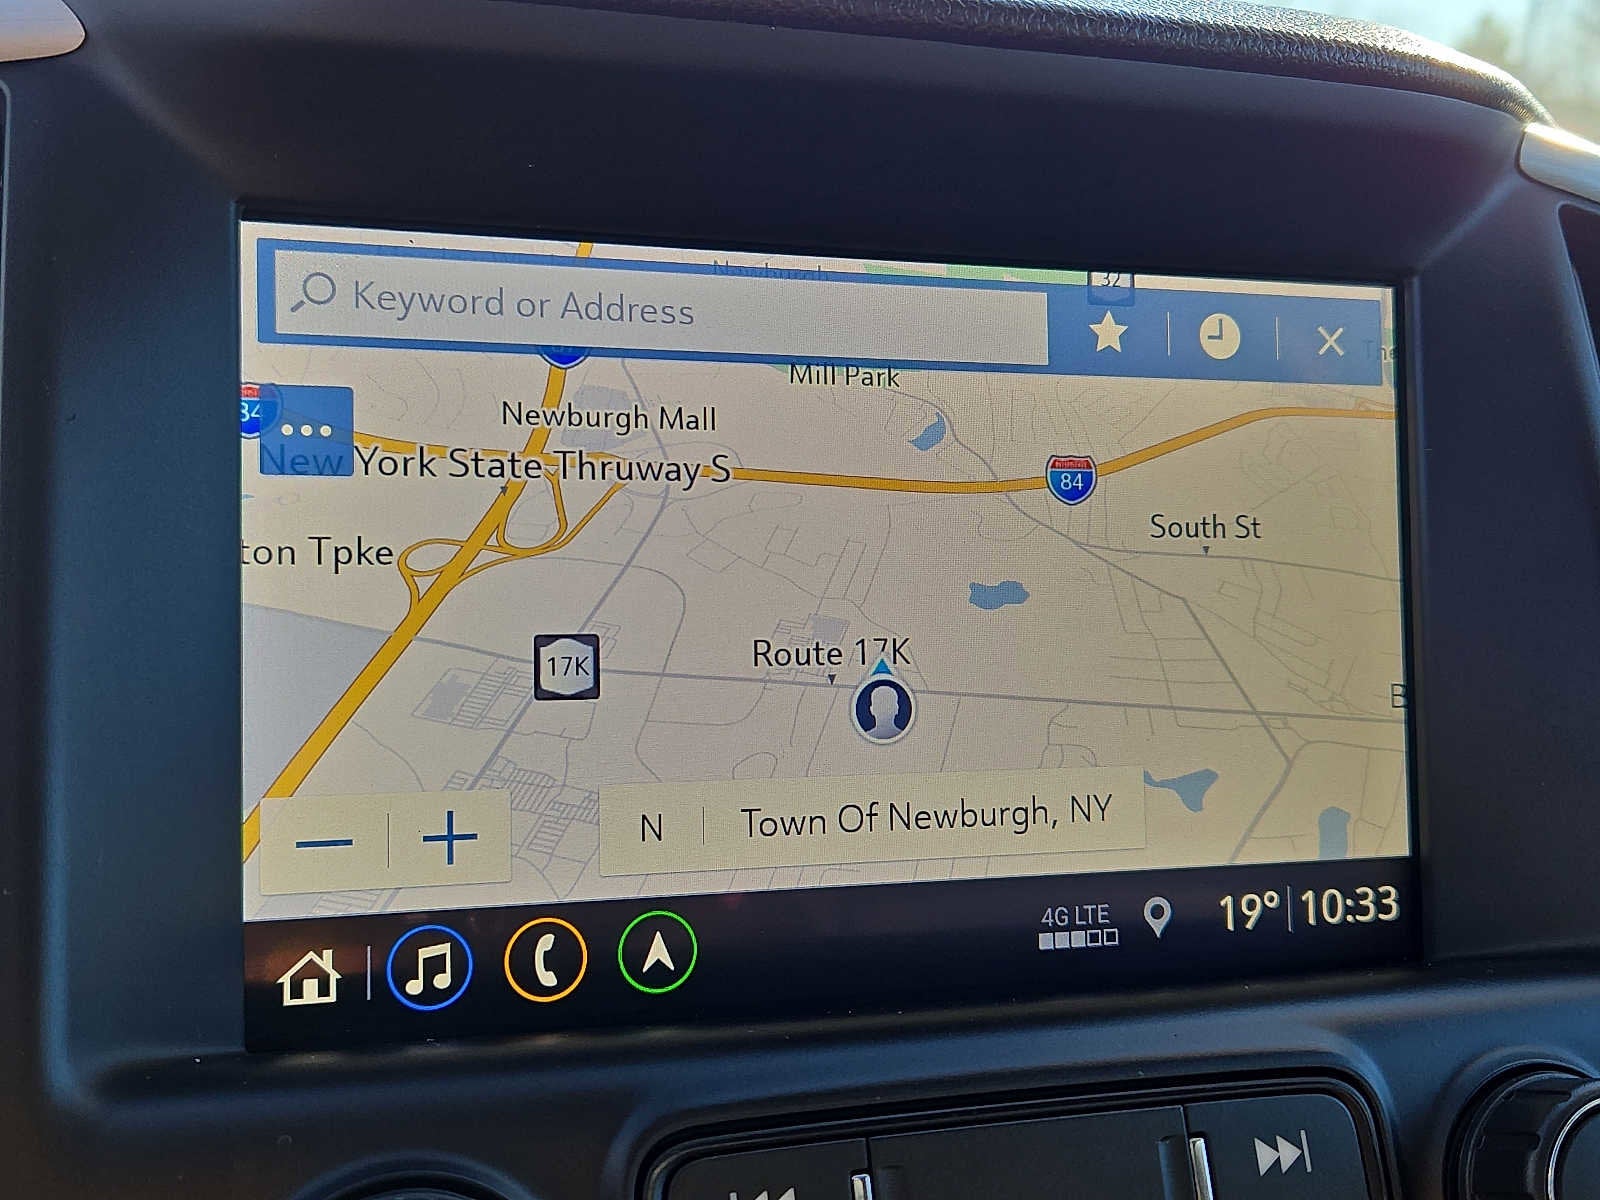 32
Keyword or Address
Mill Park
84
Newburgh Mall
New York State Thruway S
84
South St
ton Tpke
17K
Route 17K
N
Town Of Newburgh, NY
4G LTE
19°
10:33